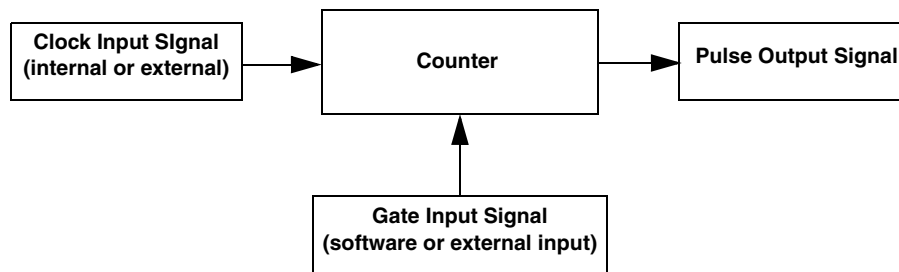 Clock Input SIgnal
(internal or external)
Counter
Pulse Output Signal
Gate Input Signal
(software or external input)